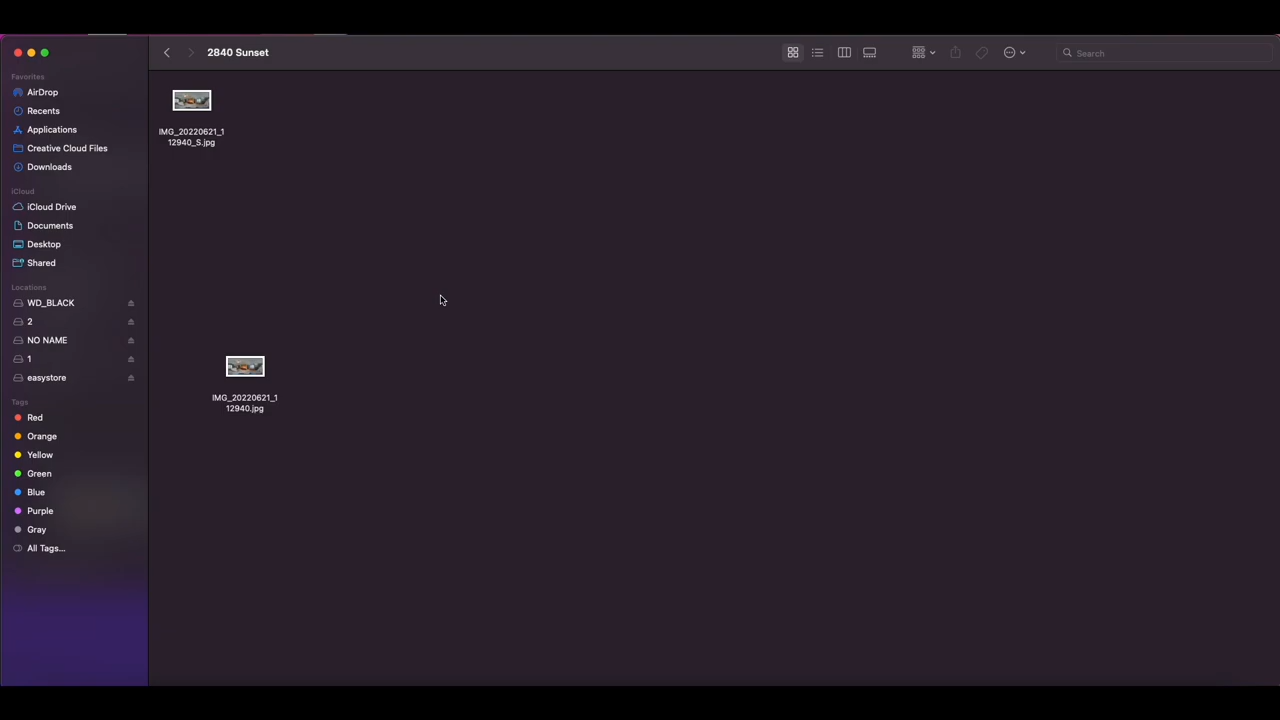 2840 Sunset
Search
Favorites
AirDrop
Recents
Applications
Creative Cloud Files
Downloads
iCloud
iCloud Drive
Documents
Desktop
Shared
Locations
WD_BLACK
2
NO NAME
1
easystore
Tags
Red
Orange
Yellow
Green
Blue
Purple
Gray
All Tags...
IMG_20220621_1
12940_S.jpg
IMG_20220621_1
12940.jpg